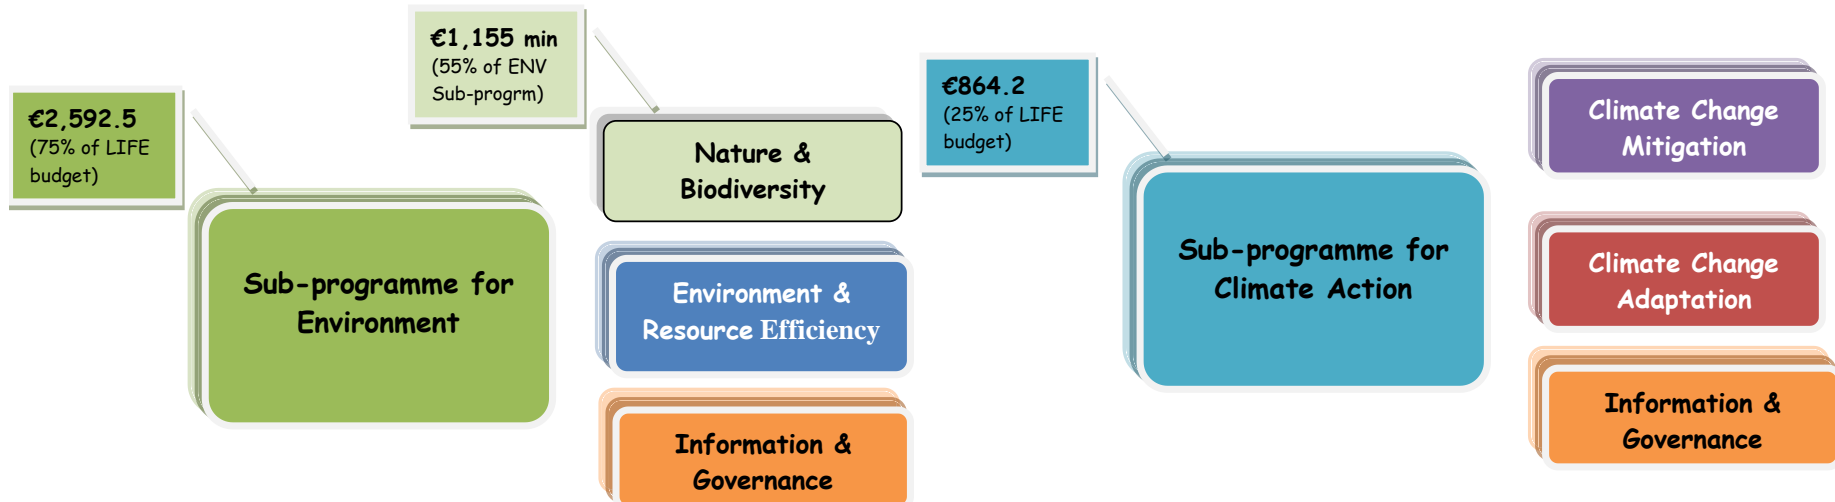 €2,592.5
(75% of LIFE
budget)
Sub-programme for
Environment
€1,155 min
(55% of ENV
Sub-progrm)
Nature &
Biodiversity
Environment &
Resource Efficiency
Information &
Governance
€864.2
(25% of LIFE
budget)
Sub-programme for
Climate Action
Climate Change
Mitigation
Climate Change
Adaptation
Information &
Governance